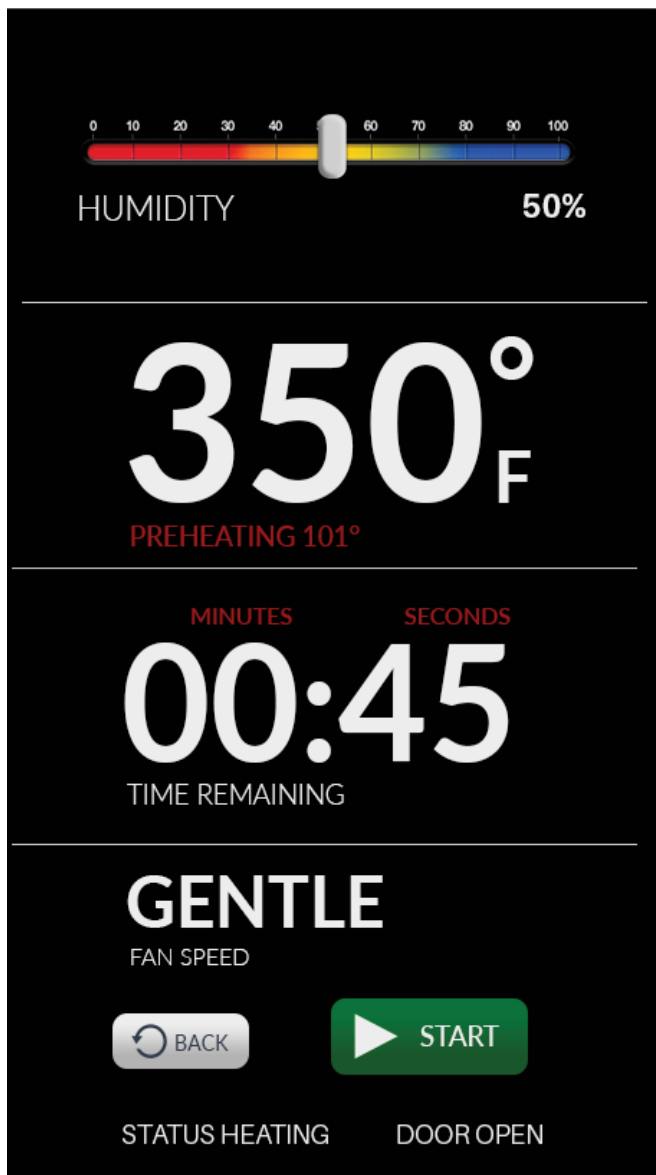 0 10 20 30 40 60 70 80 90 100
HUMIDITY 50%
350°F
PREHEATING 101°
MINUTES SECONDS
00:45
TIME REMAINING
GENTLE
FAN SPEED
BACK START
STATUS HEATING DOOR OPEN